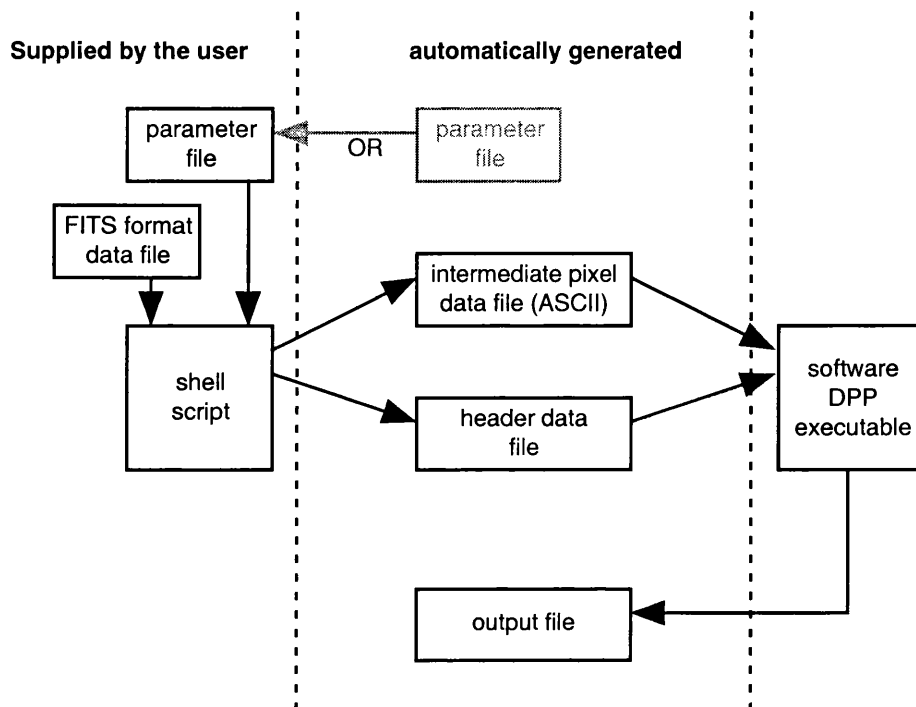 Supplied by the user
automatically generated
parameter
file
OR
parameter
file
FITS format
data file
intermediate pixel
data file (ASCII)
shell
script
software
DPP
executable
header data
file
output file